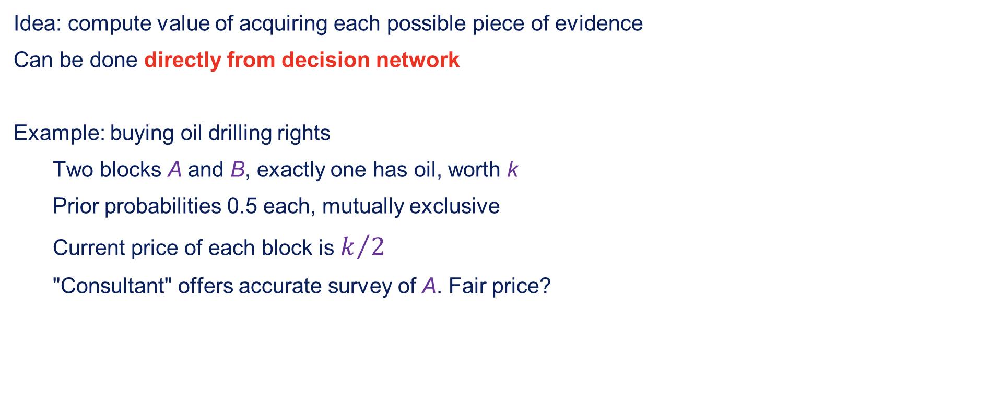 Idea: compute value of acquiring each possible piece of evidence
Can be done directly from decision network
Example: buying oil drilling rights
Two blocks A and B, exactly one has oil, worth k
Prior probabilities 0.5 each, mutually exclusive
Current price of each block is k/2
"Consultant" offers accurate survey of A. Fair price?